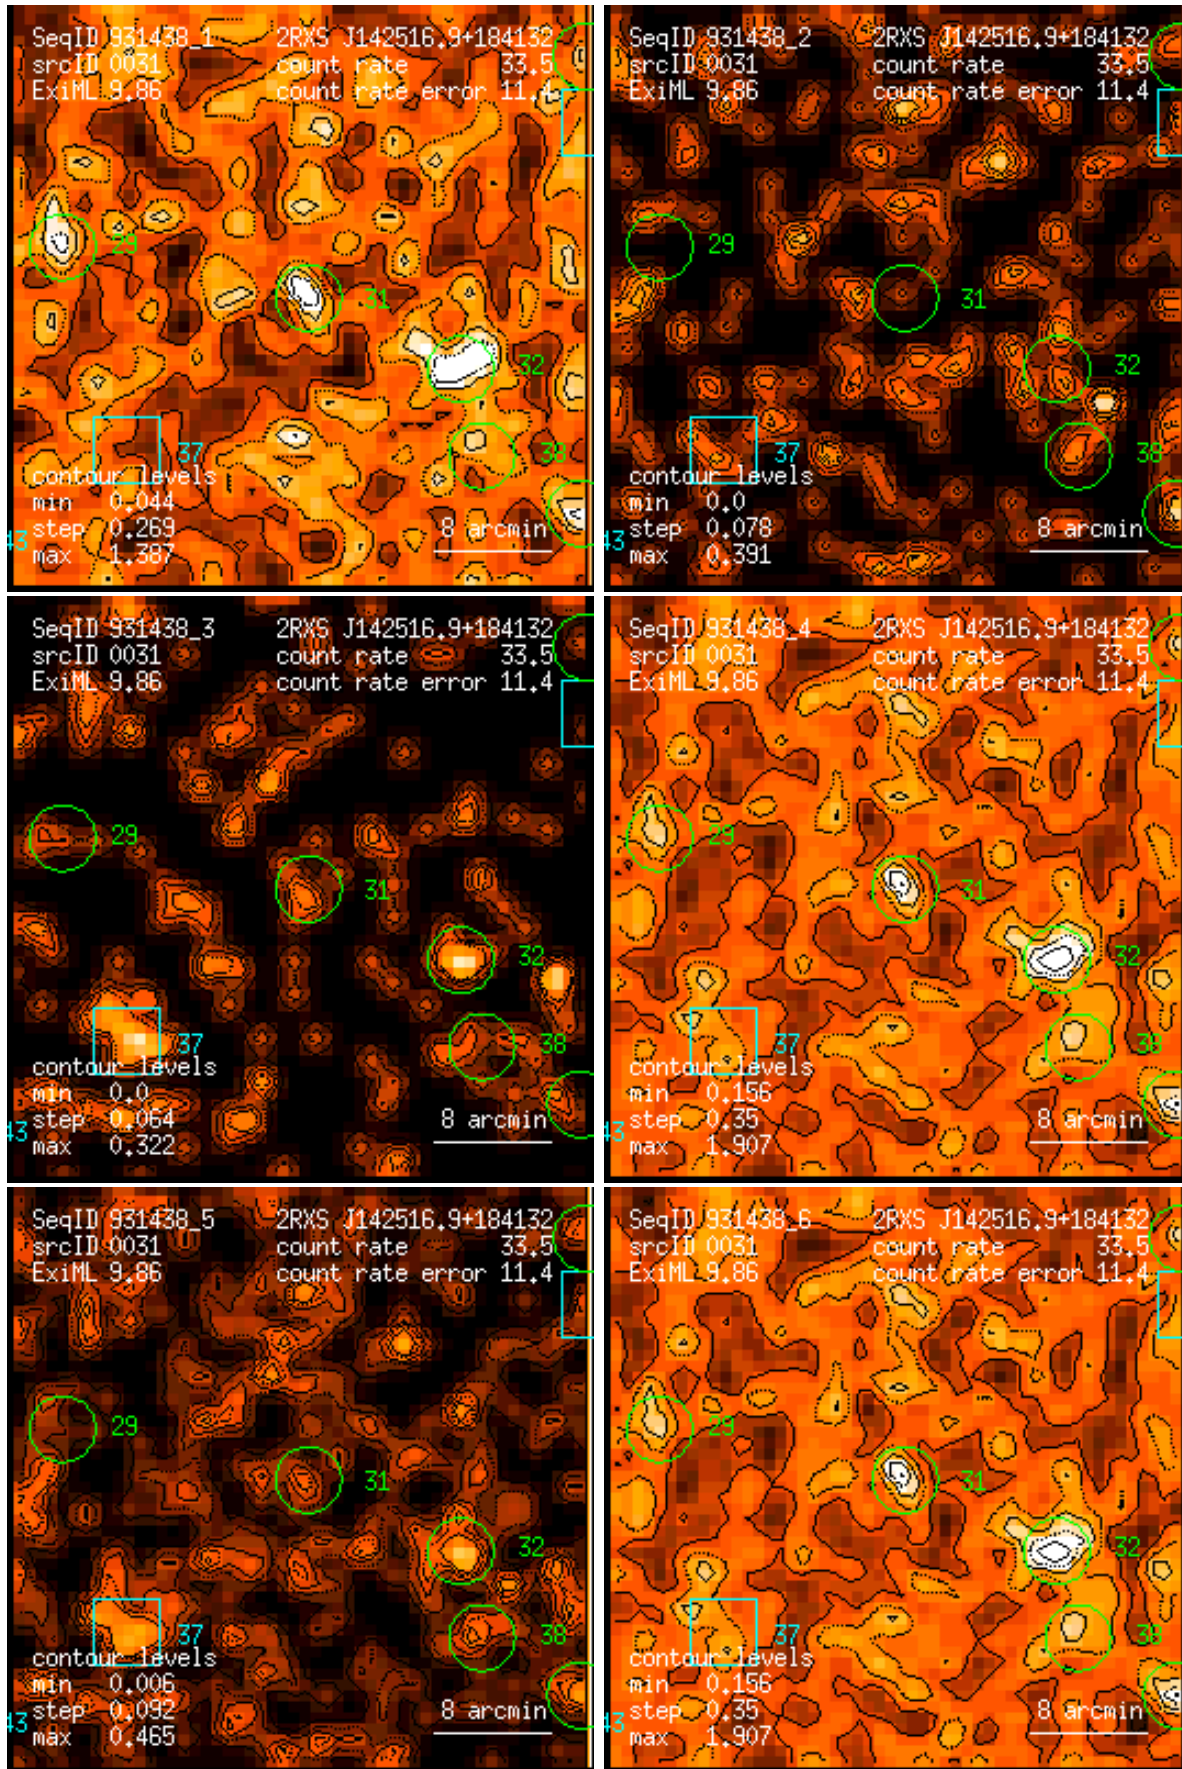 SeqID 931438_1 2RXS J142516.9+184132
srcID 0031 count rate 33.5
ExiML 9.86 count rate error 11.4
29
31
32
37
38
contour levels
min 0.044
step 0.269 8 arcmin
43
max 1.387
SeqID 931438_2 2RXS J142516.9+184132
srcID 0031 count rate 33.5
ExiML 9.86 count rate error 11.4
29
31
32
37
38
contour levels
min 0.0
step 0.078 8 arcmin
43
max 0.391
SeqID 931438_3 2RXS J142516.9+184132
srcID 0031 count rate 33.5
ExiML 9.86 count rate error 11.4
29
31
32
37
38
contour levels
min 0.0
step 0.064 8 arcmin
43
max 0.322
SeqID 931438_4 2RXS J142516.9+184132
srcID 0031 count rate 33.5
ExiML 9.86 count rate error 11.4
29
31
32
37
38
contour levels
min 0.156
step 0.35 8 arcmin
43
max 1.907
SeqID 931438_5 2RXS J142516.9+184132
srcID 0031 count rate 33.5
ExiML 9.86 count rate error 11.4
29
31
32
37
38
contour levels
min 0.006
step 0.092 8 arcmin
43
max 0.465
SeqID 931438_6 2RXS J142516.9+184132
srcID 0031 count rate 33.5
ExiML 9.86 count rate error 11.4
29
31
32
37
38
contour levels
min 0.156
step 0.35 8 arcmin
43
max 1.907